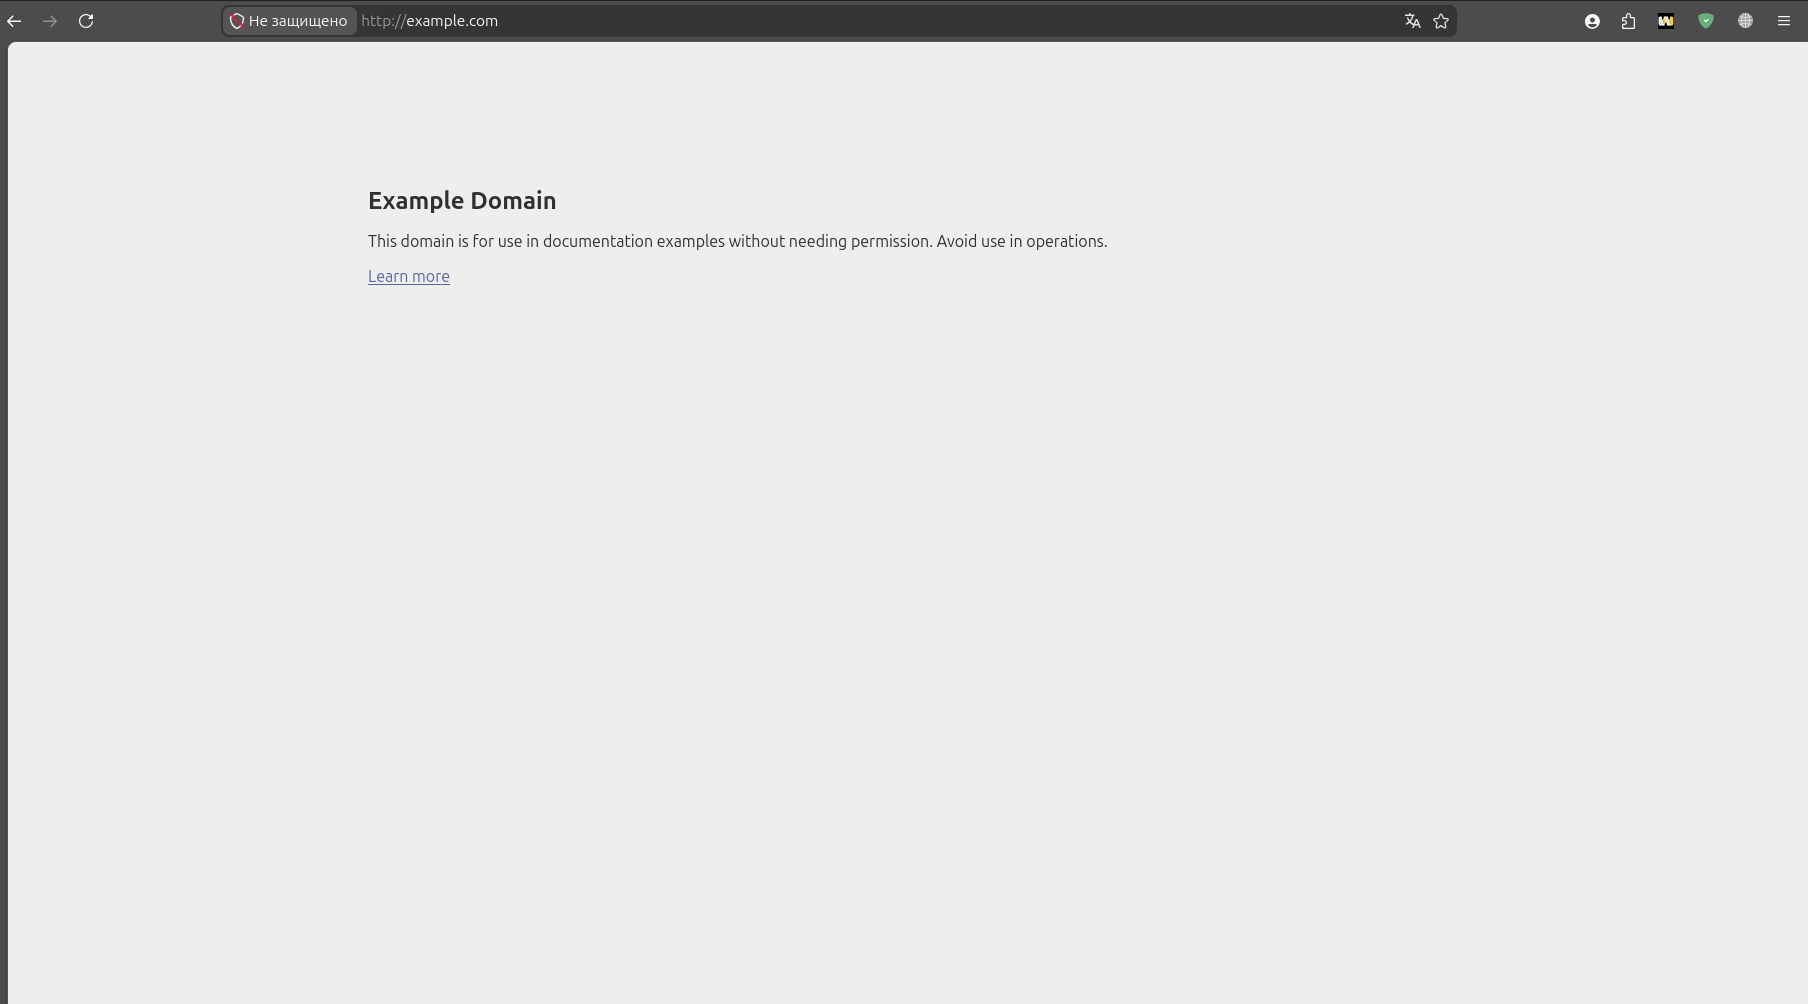 Не защищено http://example.com
Example Domain
This domain is for use in documentation examples without needing permission. Avoid use in operations.
Learn more